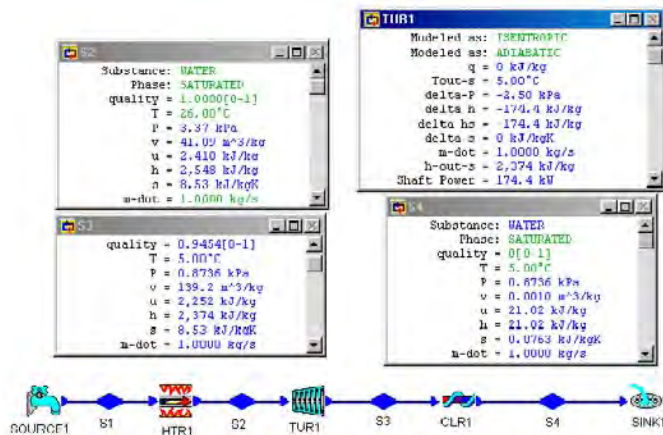 S2
Substance: WATER
Phase: SATURATED
quality = 1.0000[0-1]
T = 26.00°C
P = 3.37 kPa
v = 41.09 m^3/kg
u = 2,410 kJ/kg
h = 2,548 kJ/kg
s = 8.53 kJ/kgK
m-dot = 1.0000 kg/s
TUR1
Modeled as: ISENTROPIC
Modeled as: ADIABATIC
q = 0 kJ/kg
Tout-s = 5.00°C
delta-P = -2.50 kPa
delta h = -174.4 kJ/kg
delta hs = -174.4 kJ/kg
delta s = 0 kJ/kgK
m-dot = 1.0000 kg/s
h-out-s = 2,374 kJ/kg
Shaft Power = 174.4 kW
S3
quality = 0.9454[0-1]
T = 5.00°C
P = 0.8736 kPa
v = 139.2 m^3/kg
u = 2,252 kJ/kg
h = 2,374 kJ/kg
s = 8.53 kJ/kgK
m-dot = 1.0000 kg/s
S4
Substance: WATER
Phase: SATURATED
quality = 0[0-1]
T = 5.00°C
P = 0.8736 kPa
v = 0.0010 m^3/kg
u = 21.02 kJ/kg
h = 21.02 kJ/kg
s = 0.0763 kJ/kgK
m-dot = 1.0000 kg/s
SOURCE1 S1 HTR1 S2 TUR1 S3 CLR1 S4 SINK1